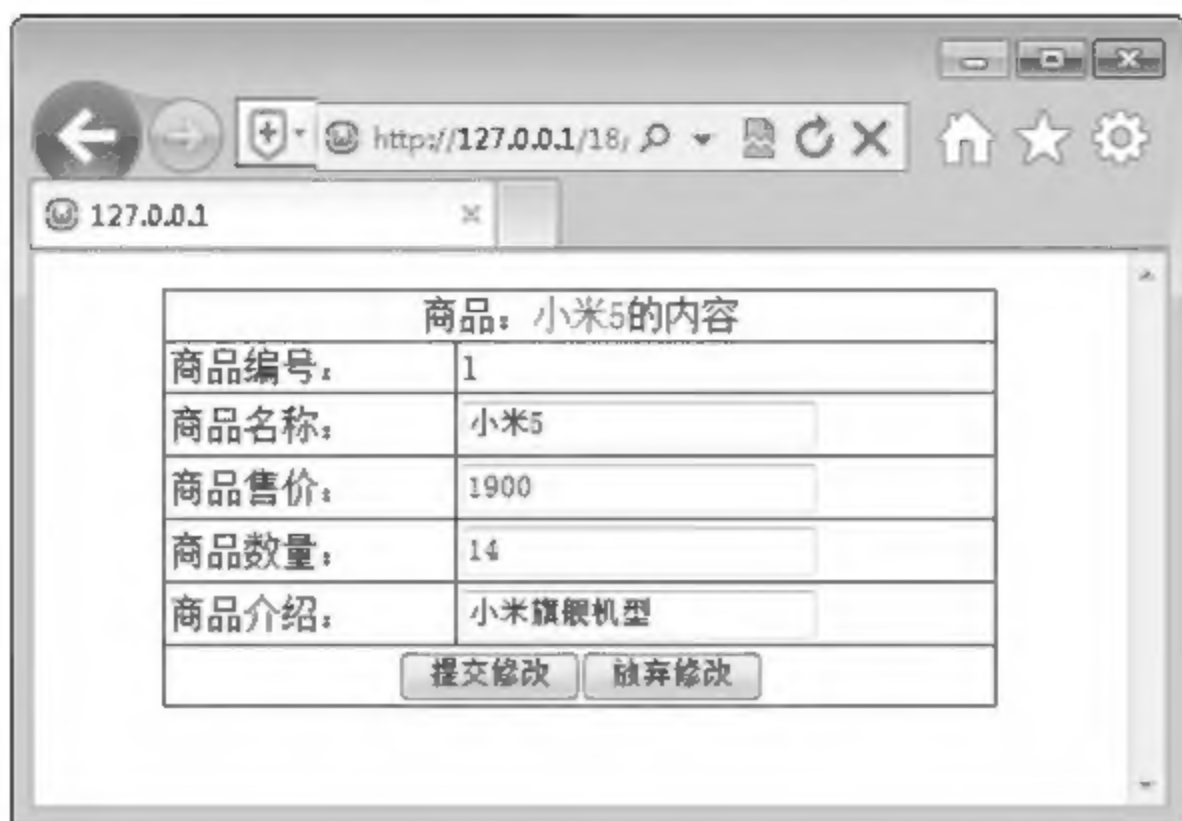 http://127.0.0.1/18/
127.0.0.1
商品：小米5的内容
商品编号： 1
商品名称： 小米5
商品售价： 1900
商品数量： 14
商品介绍： 小米旗舰机型
提交修改 放弃修改